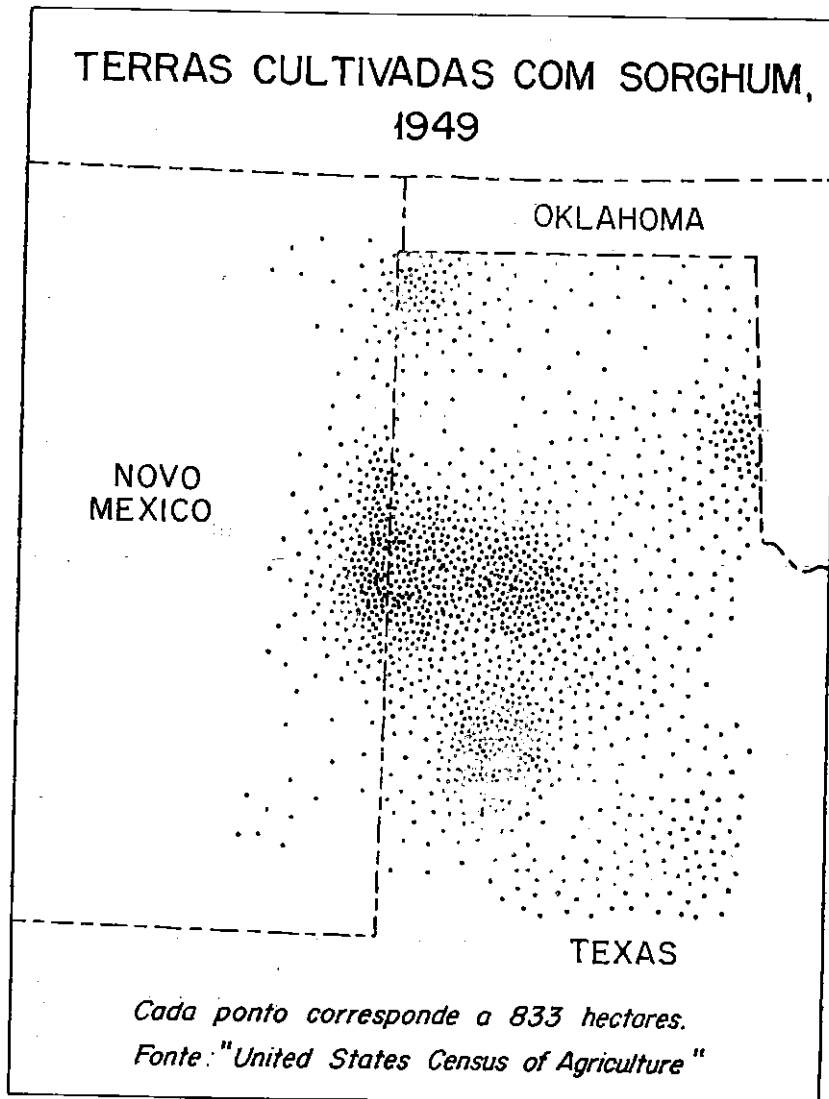 TERRAS CULTIVADAS COM SORGHUM,
1949
OKLAHOMA
NOVO
MEXICO
TEXAS
Cada ponto corresponde a 833 hectares.
Fonte: "United States Census of Agriculture"